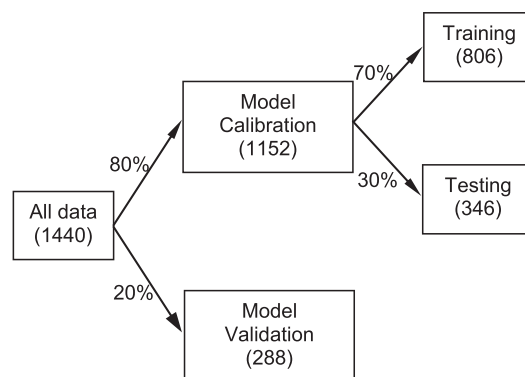 All data
(1440)
80%
20%
Model
Calibration
(1152)
Model
Validation
(288)
70%
30%
Training
(806)
Testing
(346)